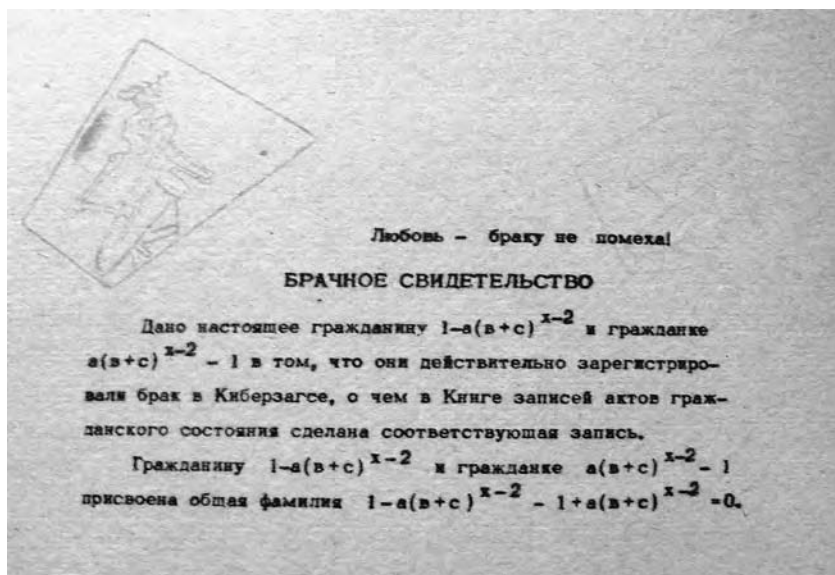 Любовь – браку не помеха!
БРАЧНОЕ СВИДЕТЕЛЬСТВО
Дано настоящее гражданину 1-а(в+с)^х-2 и гражданке
а(в+с)^х-2 - 1 в том, что они действительно зарегистриро-
вали брак в Киберзагсе, о чем в Книге записей актов граж-
данского состояния сделана соответствующая запись.
Гражданину 1-а(в+с)^х-2 и гражданке а(в+с)^х-2 - 1
присвоена общая фамилия 1-а(в+с)^х-2 - 1+а(в+с)^х-2 =0.